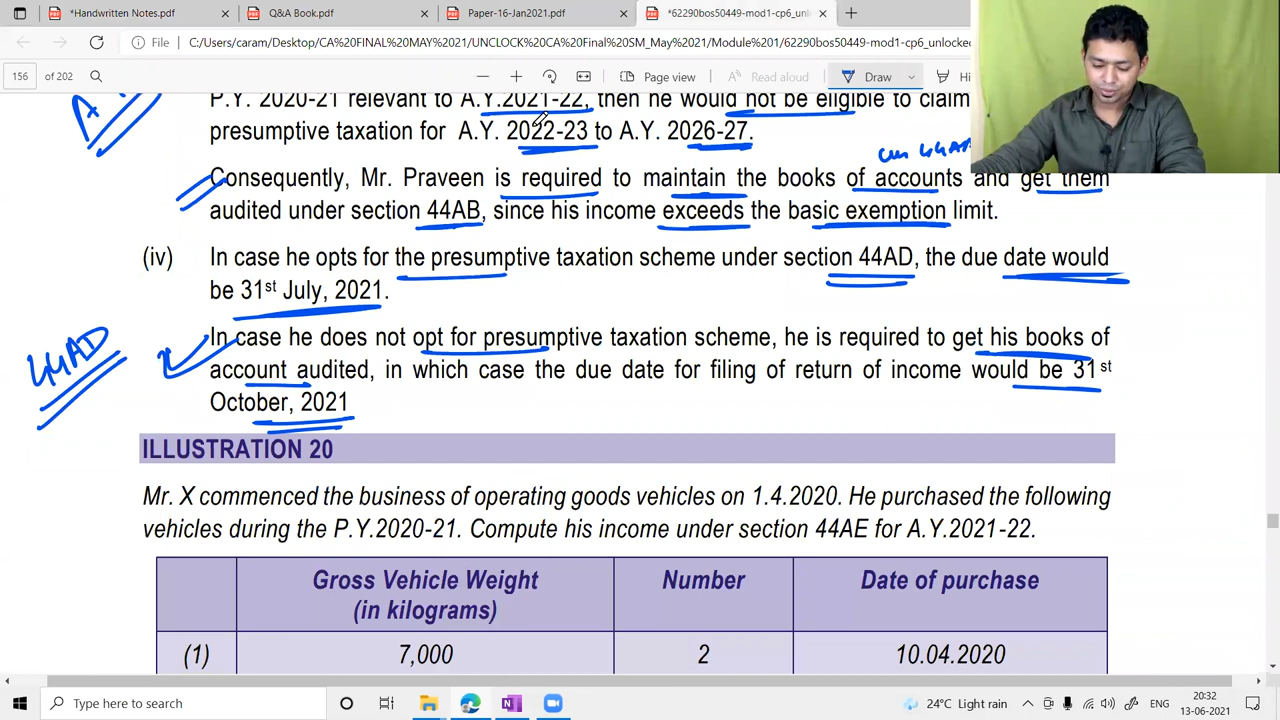 *Handwritten Notes.pdf
Q&A Book.pdf
Paper-16Jan2021.pdf
*62290bos50449-mod1-cp6_unl
File C:/Users/caram/Desktop/CA%20FINAL%20MAY%202021/UNCLOCK%20CA%20Final%20SM_May%2021/Module%201/62290bos50449-mod1-cp6_unlocked
156 of 202
Page view
Read aloud
Draw
Hi
P.Y. 2020-21 relevant to A.Y.2021-22, then he would not be eligible to claim
presumptive taxation for A.Y. 2022-23 to A.Y. 2026-27.
Consequently, Mr. Praveen is required to maintain the books of accounts and get them
audited under section 44AB, since his income exceeds the basic exemption limit.
(iv) In case he opts for the presumptive taxation scheme under section 44AD, the due date would
be 31st July, 2021.
44AD
In case he does not opt for presumptive taxation scheme, he is required to get his books of
account audited, in which case the due date for filing of return of income would be 31st
October, 2021
ILLUSTRATION 20
Mr. X commenced the business of operating goods vehicles on 1.4.2020. He purchased the following
vehicles during the P.Y.2020-21. Compute his income under section 44AE for A.Y.2021-22.
Gross Vehicle Weight
(in kilograms)
Number
Date of purchase
(1) 7,000 2 10.04.2020
Type here to search
24°C Light rain
ENG
20:32
13-06-2021